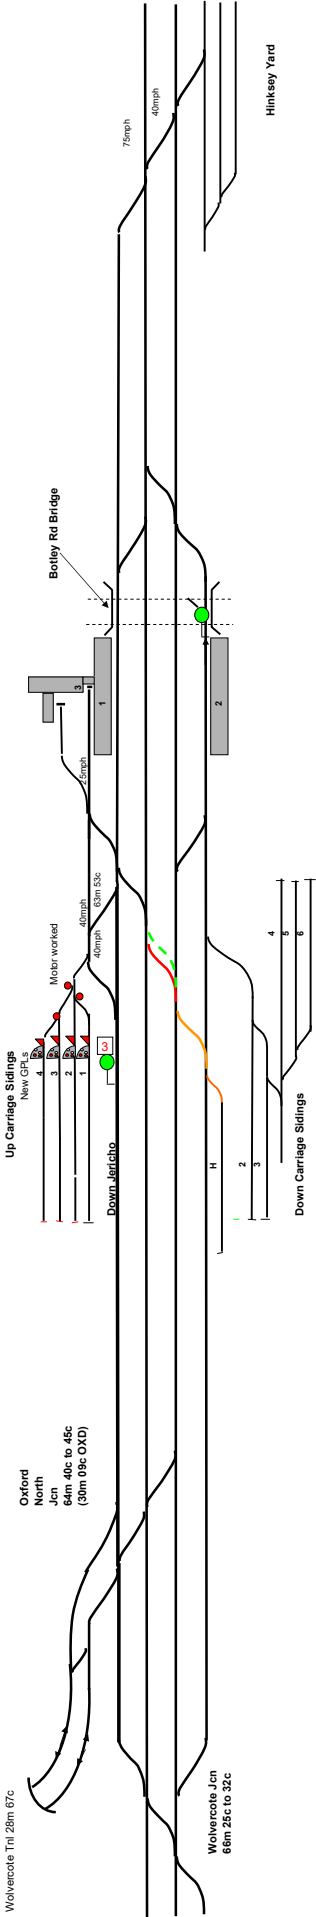 Wolvercote Tnl 28m 67c
Oxford
North
Jcn
64m 40c to 45c
(30m 09c OXD)
Wolvercote Jcn
66m 25c to 32c
Up Carriage Sidings
New GPLs
4
3
2
1
Motor worked
40mph
40mph
63m 53c
25mph
3
Down Jericho
H
2
3
4
5
6
Down Carriage Sidings
3
1
2
Botley Rd Bridge
75mph
40mph
Hinksey Yard